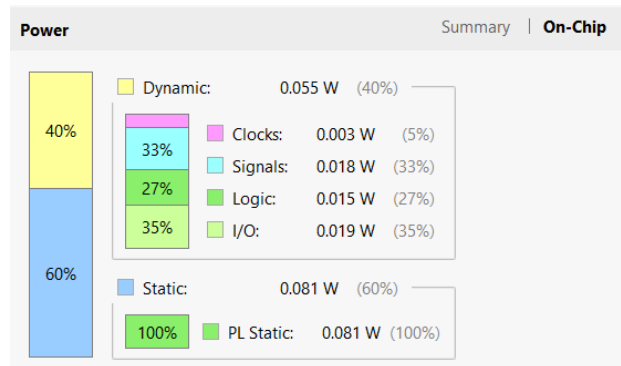 Power Summary | On-Chip
Dynamic: 0.055 W (40%)
40%
33%
27%
35%
Clocks: 0.003 W (5%)
Signals: 0.018 W (33%)
Logic: 0.015 W (27%)
I/O: 0.019 W (35%)
60%
Static: 0.081 W (60%)
100% PL Static: 0.081 W (100%)